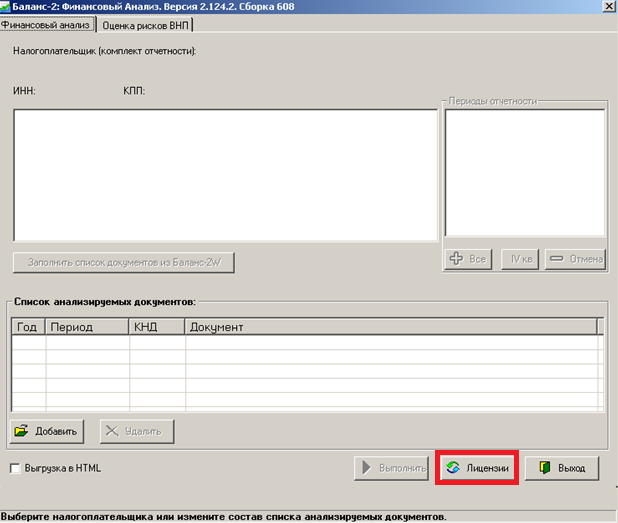 Баланс-2: Финансовый Анализ. Версия 2.124.2. Сборка 608
Финансовый анализ Оценка рисков ВНП
Налогоплательщик (комплект отчетности):
ИНН: КПП:
Периоды отчетности
Заполнить список документов из Баланс-2W
Все IV кв Отмена
Список анализируемых документов:
Год Период КНД Документ
Добавить Удалить
Выгрузка в HTML
Выполнить Лицензии Выход
Выберите налогоплательщика или измените состав списка анализируемых документов.